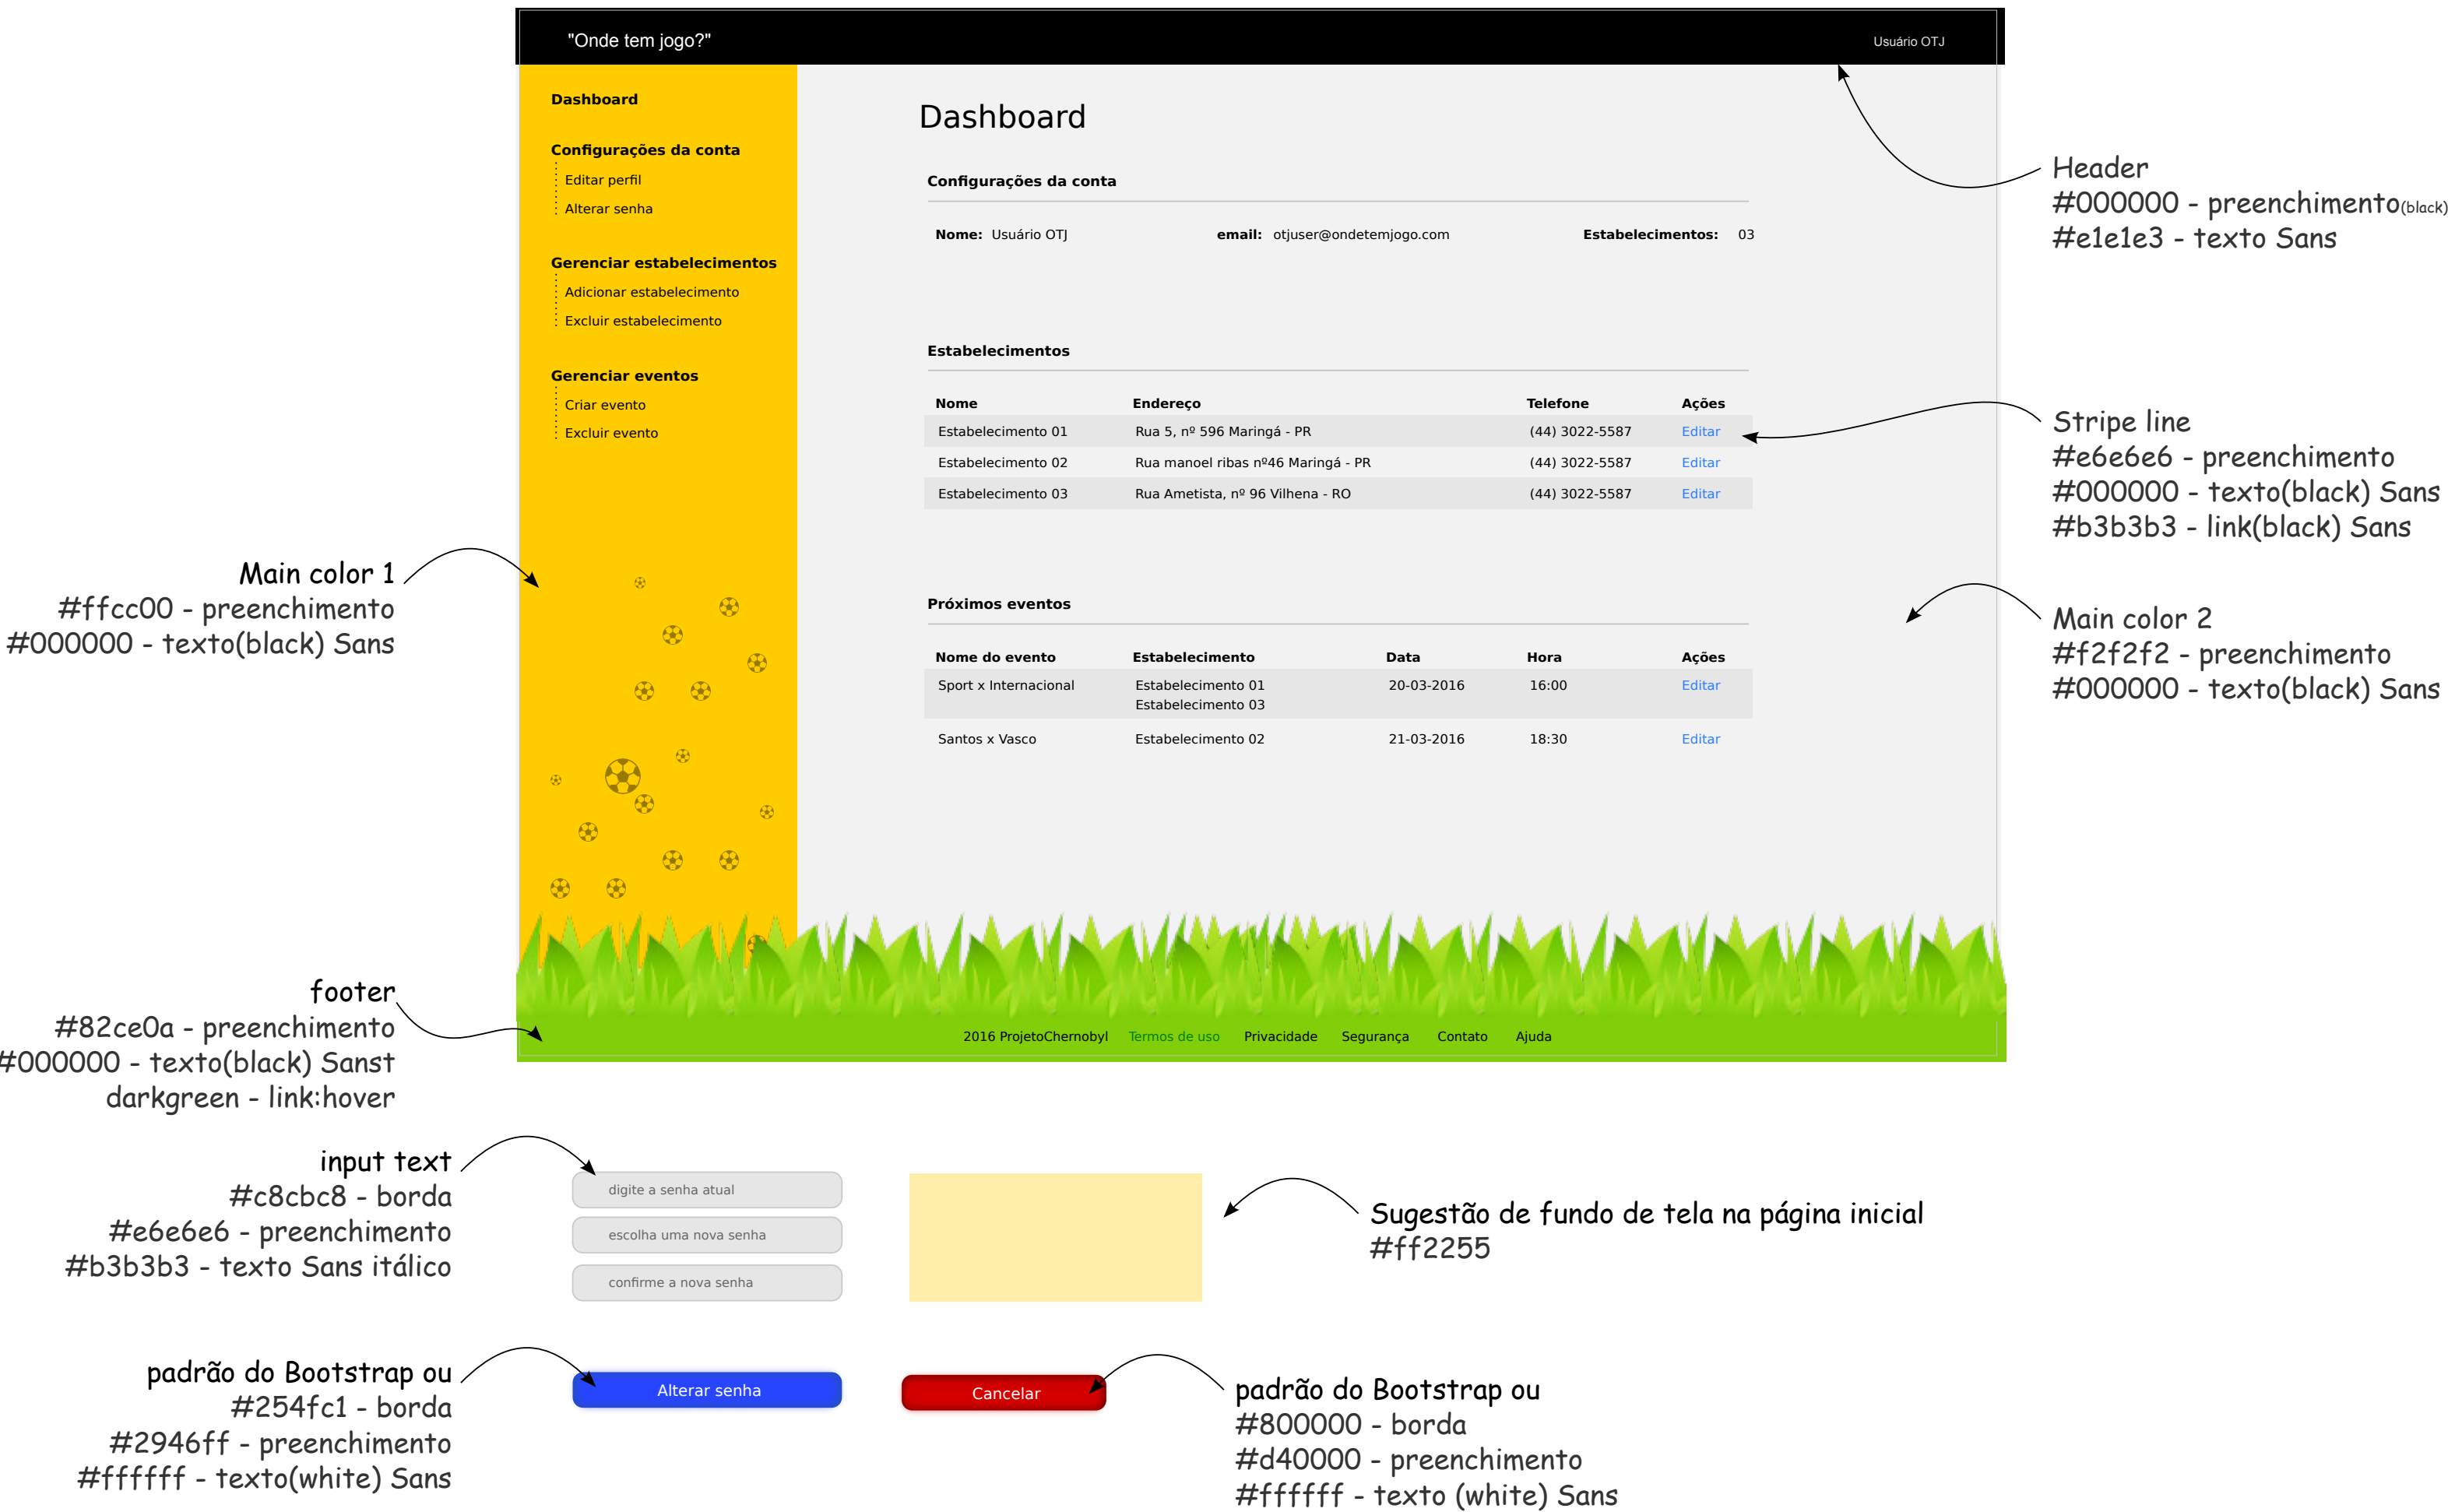 "Onde tem jogo?"
Usuário OTJ
Dashboard
Configurações da conta
Editar perfil
Alterar senha
Gerenciar estabelecimentos
Adicionar estabelecimento
Excluir estabelecimento
Gerenciar eventos
Criar evento
Excluir evento
Dashboard
Configurações da conta
Nome: Usuário OTJ email: otjuser@ondetemjogo.com Estabelecimentos: 03
Estabelecimentos
Nome Endereço Telefone Ações
Estabelecimento 01 Rua 5, nº 596 Maringá - PR (44) 3022-5587 Editar
Estabelecimento 02 Rua manoel ribas nº46 Maringá - PR (44) 3022-5587 Editar
Estabelecimento 03 Rua Ametista, nº 96 Vilhena - RO (44) 3022-5587 Editar
Próximos eventos
Nome do evento Estabelecimento Data Hora Ações
Sport x Internacional Estabelecimento 01 20-03-2016 16:00 Editar
Estabelecimento 03
Santos x Vasco Estabelecimento 02 21-03-2016 18:30 Editar
2016 ProjetoChernobyl Termos de uso Privacidade Segurança Contato Ajuda
Header
#000000 - preenchimento(black)
#e1e1e3 - texto Sans
Stripe line
#e6e6e6 - preenchimento
#000000 - texto(black) Sans
#b3b3b3 - link(black) Sans
Main color 1
#ffcc00 - preenchimento
#000000 - texto(black) Sans
Main color 2
#f2f2f2 - preenchimento
#000000 - texto(black) Sans
footer
#82ce0a - preenchimento
#000000 - texto(black) Sanst
darkgreen - link:hover
input text
#c8cbc8 - borda
#e6e6e6 - preenchimento
#b3b3b3 - texto Sans itálico
digite a senha atual
escolha uma nova senha
confirme a nova senha
Sugestão de fundo de tela na página inicial
#ff2255
padrão do Bootstrap ou
#254fc1 - borda
#2946ff - preenchimento
#ffffff - texto(white) Sans
Alterar senha
Cancelar
padrão do Bootstrap ou
#800000 - borda
#d40000 - preenchimento
#ffffff - texto (white) Sans